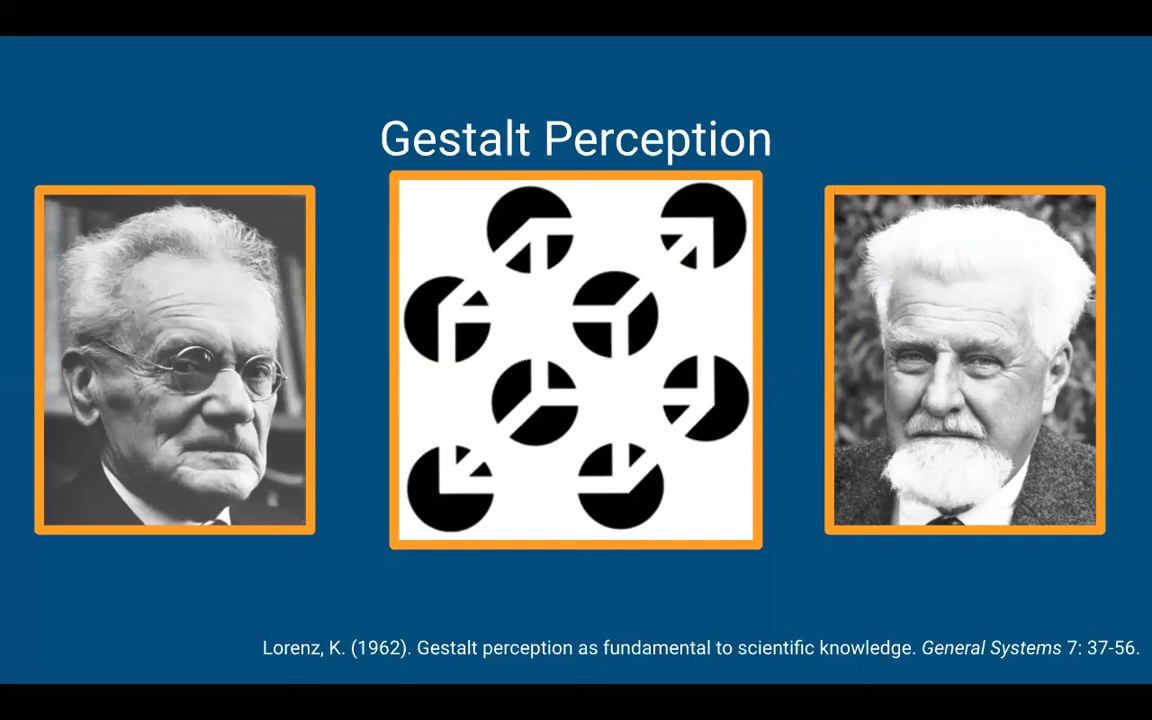 Gestalt Perception
Lorenz, K. (1962). Gestalt perception as fundamental to scientific knowledge. General Systems 7: 37-56.